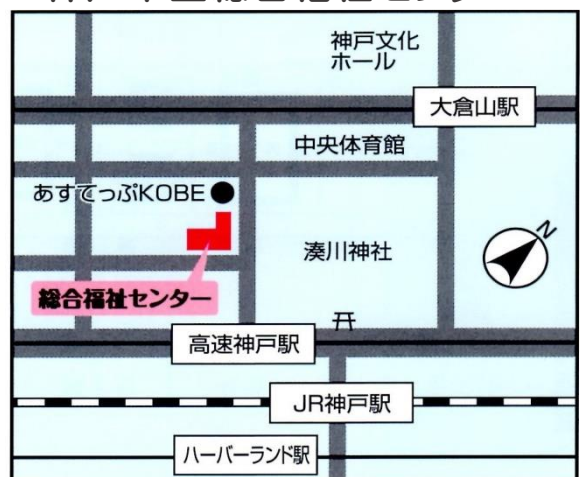 神戸文化
ホール
大倉山駅
中央体育館
あすてっぷKOBE
湊川神社
N
総合福祉センター
高速神戸駅
JR神戸駅
ハーバーランド駅